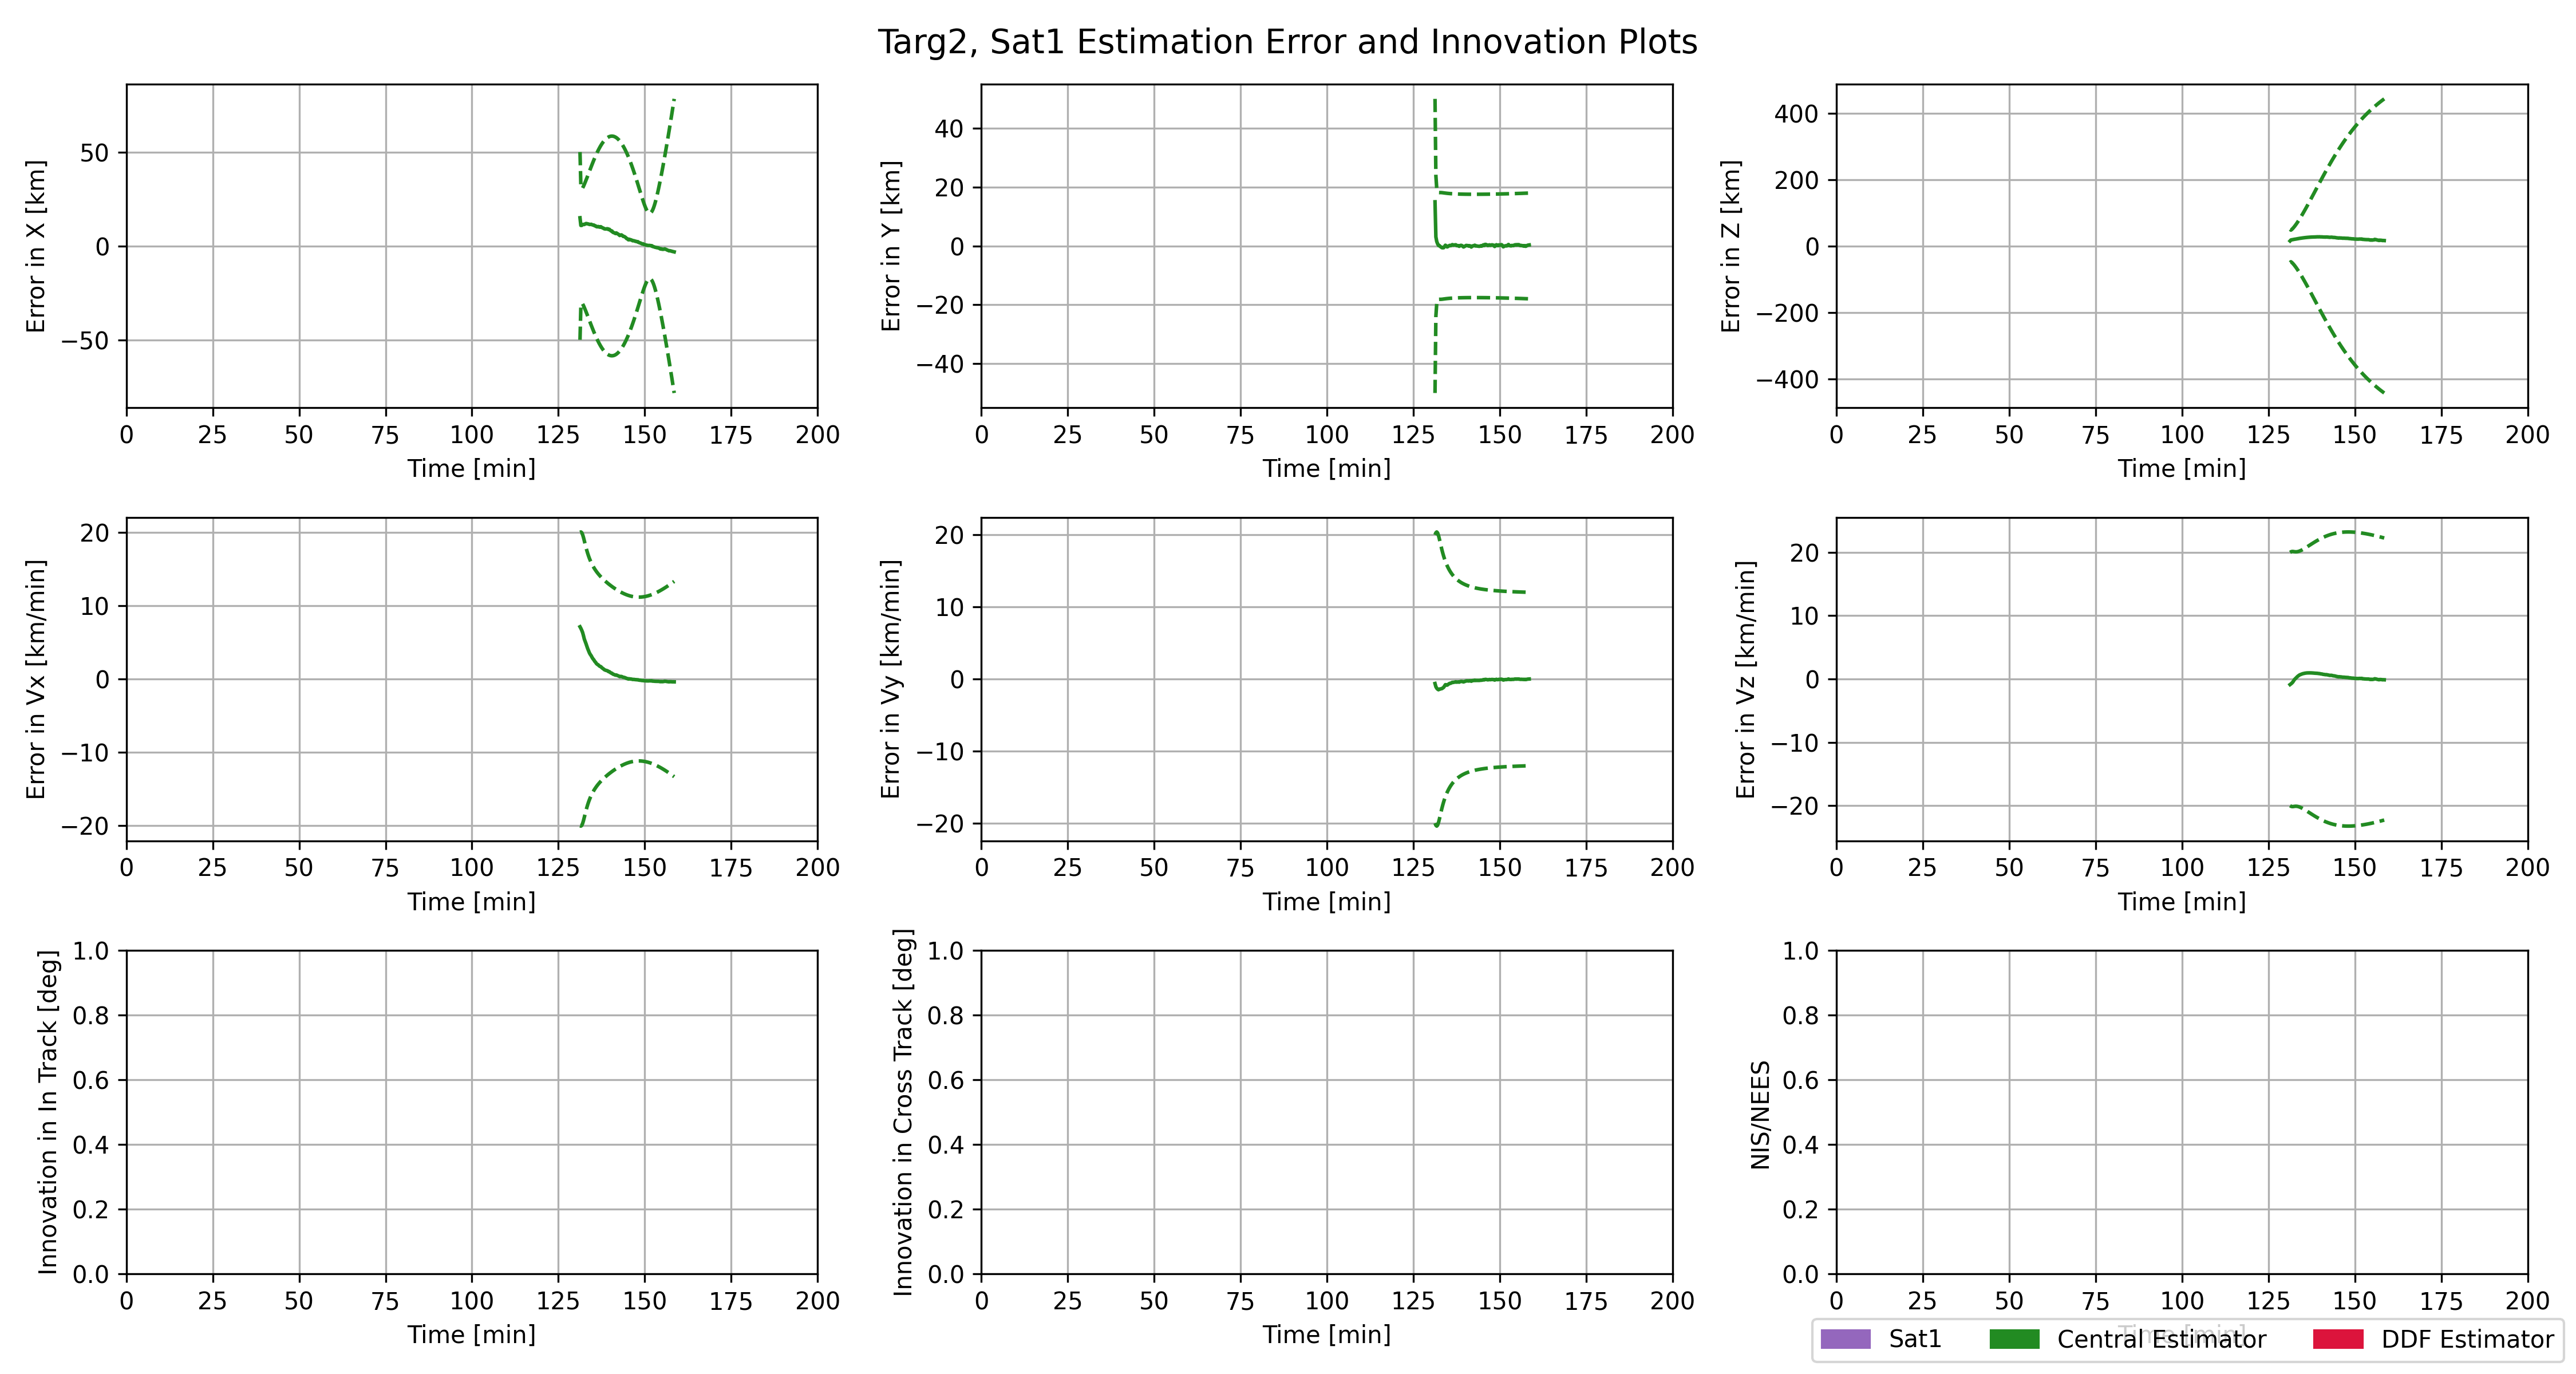 Targ2, Sat1 Estimation Error and Innovation Plots
Error in X [km]
50
0
−50
0 25 50 75 100 125 150 175 200
Time [min]
Error in Y [km]
40
20
0
−20
−40
0 25 50 75 100 125 150 175 200
Time [min]
Error in Z [km]
400
200
0
−200
−400
0 25 50 75 100 125 150 175 200
Time [min]
Error in Vx [km/min]
20
10
0
−10
−20
0 25 50 75 100 125 150 175 200
Time [min]
Error in Vy [km/min]
20
10
0
−10
−20
0 25 50 75 100 125 150 175 200
Time [min]
Error in Vz [km/min]
20
10
0
−10
−20
0 25 50 75 100 125 150 175 200
Time [min]
Innovation in In Track [deg]
1.0
0.8
0.6
0.4
0.2
0.0
0 25 50 75 100 125 150 175 200
Time [min]
Innovation in Cross Track [deg]
1.0
0.8
0.6
0.4
0.2
0.0
0 25 50 75 100 125 150 175 200
Time [min]
NIS/NEES
1.0
0.8
0.6
0.4
0.2
0.0
0 25 50 75 100 125 150 175 200
Time [min]
Sat1 Central Estimator DDF Estimator